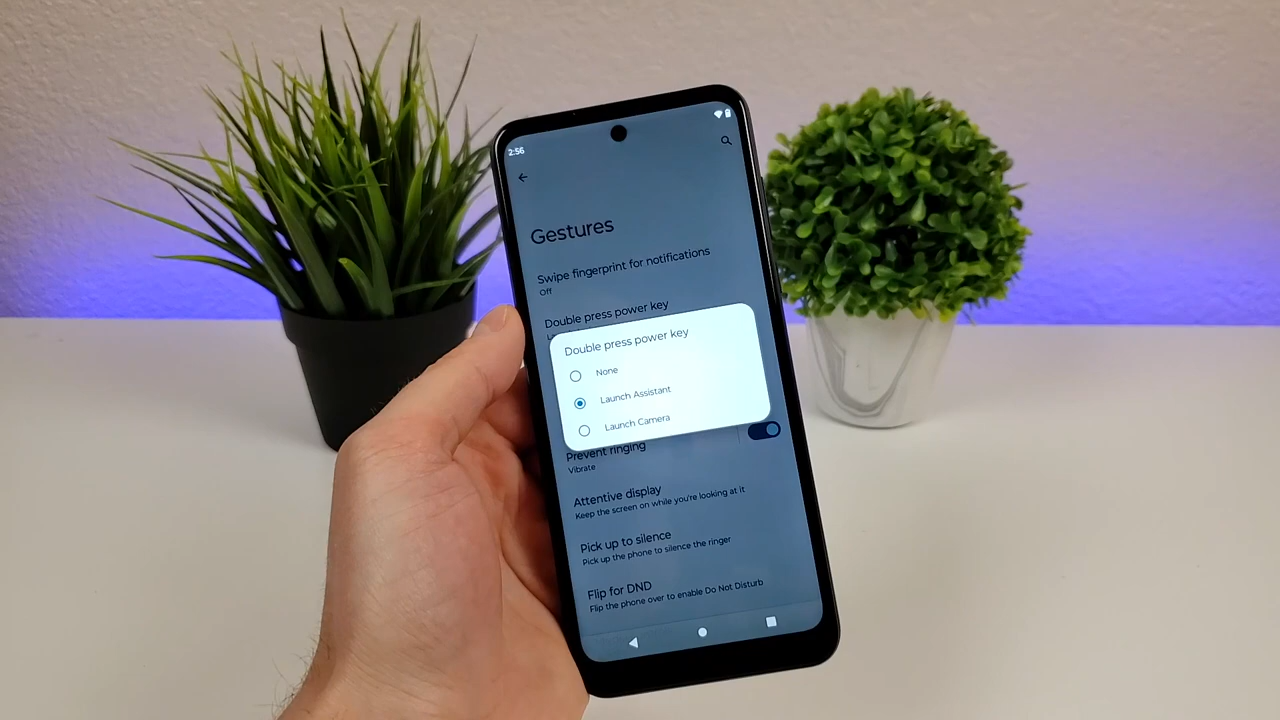 2:56
Gestures
Swipe fingerprint for notifications
Off
Double press power key
Double press power key
None
Launch Assistant
Launch Camera
Prevent ringing
Vibrate
Attentive display
Keep the screen on while you're looking at it
Pick up to silence
Pick up the phone to silence the ringer
Flip for DND
Flip the phone over to enable Do Not Disturb